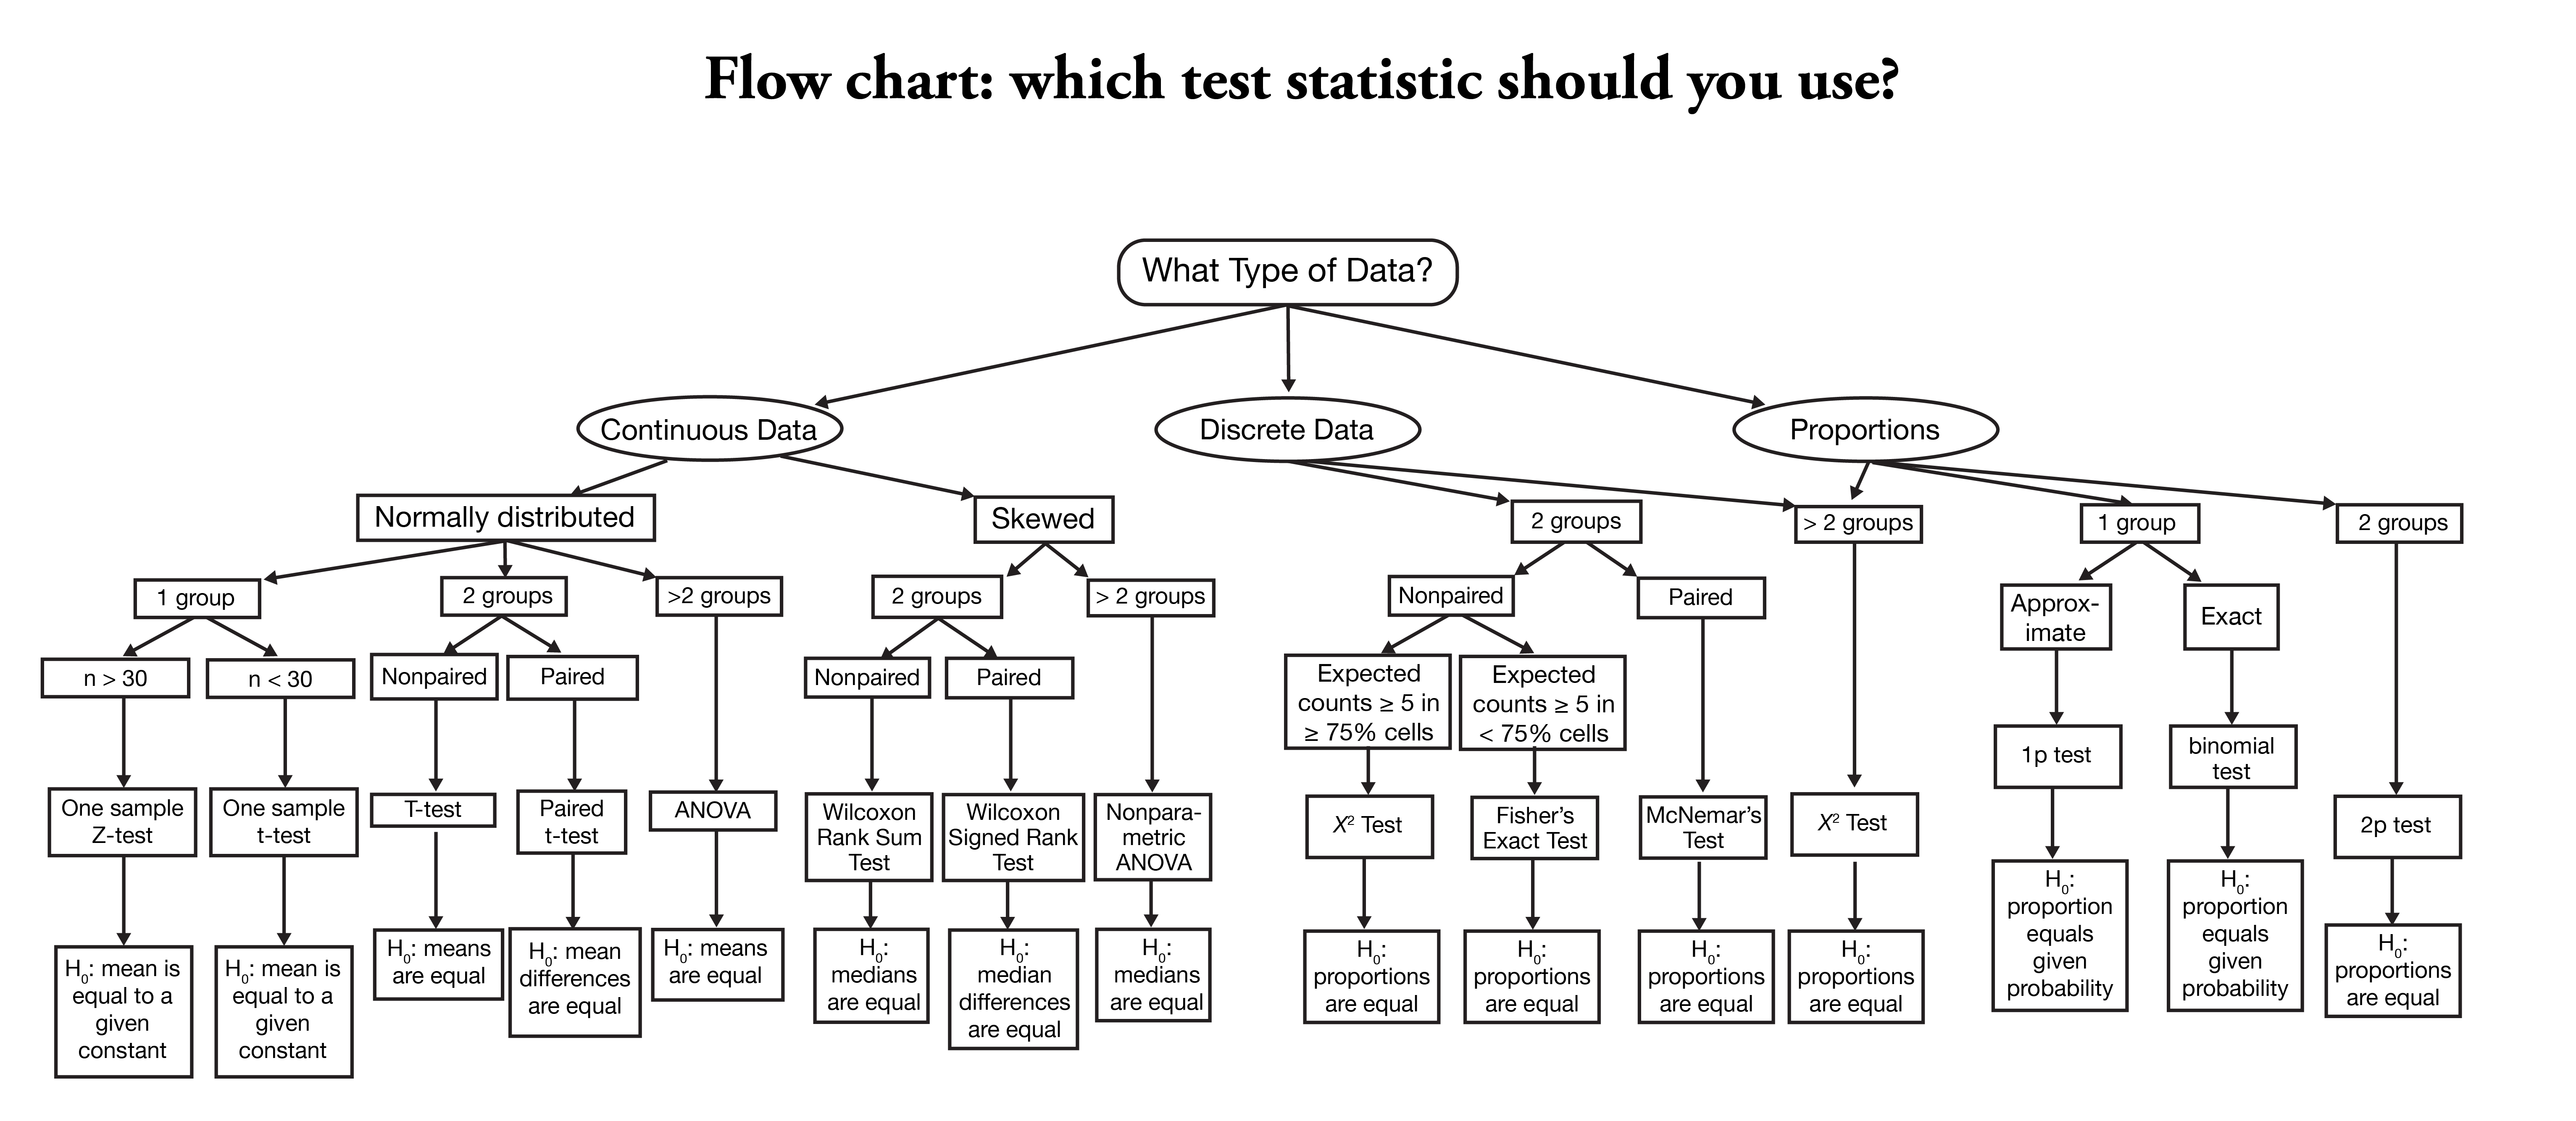 Flow chart: which test statistic should you use?
What Type of Data?
Continuous Data
Discrete Data
Proportions
Normally distributed
Skewed
2 groups
> 2 groups
1 group
2 groups
1 group
2 groups
>2 groups
2 groups
> 2 groups
Nonpaired
Paired
Approx-
imate
Exact
n > 30
n < 30
Nonpaired
Paired
Nonpaired
Paired
Expected
counts ≥ 5 in
≥ 75% cells
Expected
counts ≥ 5 in
< 75% cells
1p test
binomial
test
One sample
Z-test
One sample
t-test
T-test
Paired
t-test
ANOVA
Wilcoxon
Rank Sum
Test
Wilcoxon
Signed Rank
Test
Nonpara-
metric
ANOVA
X² Test
Fisher's
Exact Test
McNemar's
Test
X² Test
2p test
H₀: mean is
equal to a
given
constant
H₀: mean is
equal to a
given
constant
H₀: means
are equal
H₀: mean
differences
are equal
H₀: means
are equal
H₀:
medians
are equal
H₀:
median
differences
are equal
H₀:
medians
are equal
H₀:
proportions
are equal
H₀:
proportions
are equal
H₀:
proportions
are equal
H₀:
proportions
are equal
H₀:
proportion
equals
given
probability
H₀:
proportion
equals
given
probability
H₀:
proportions
are equal